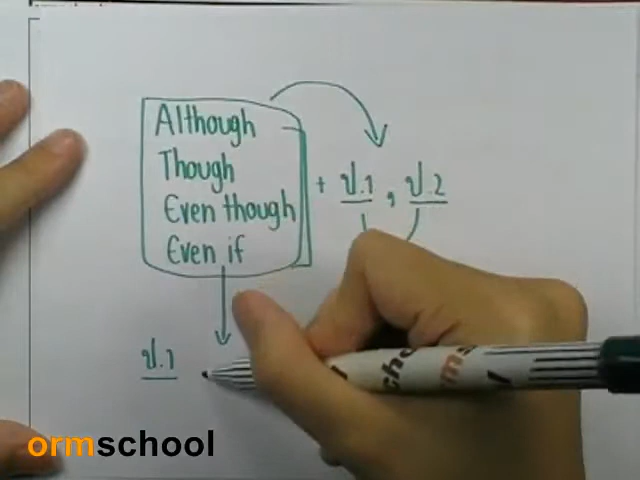 Although
Though
Even though
Even if
+ ป.1 , ป.2
ป.1
ormschool